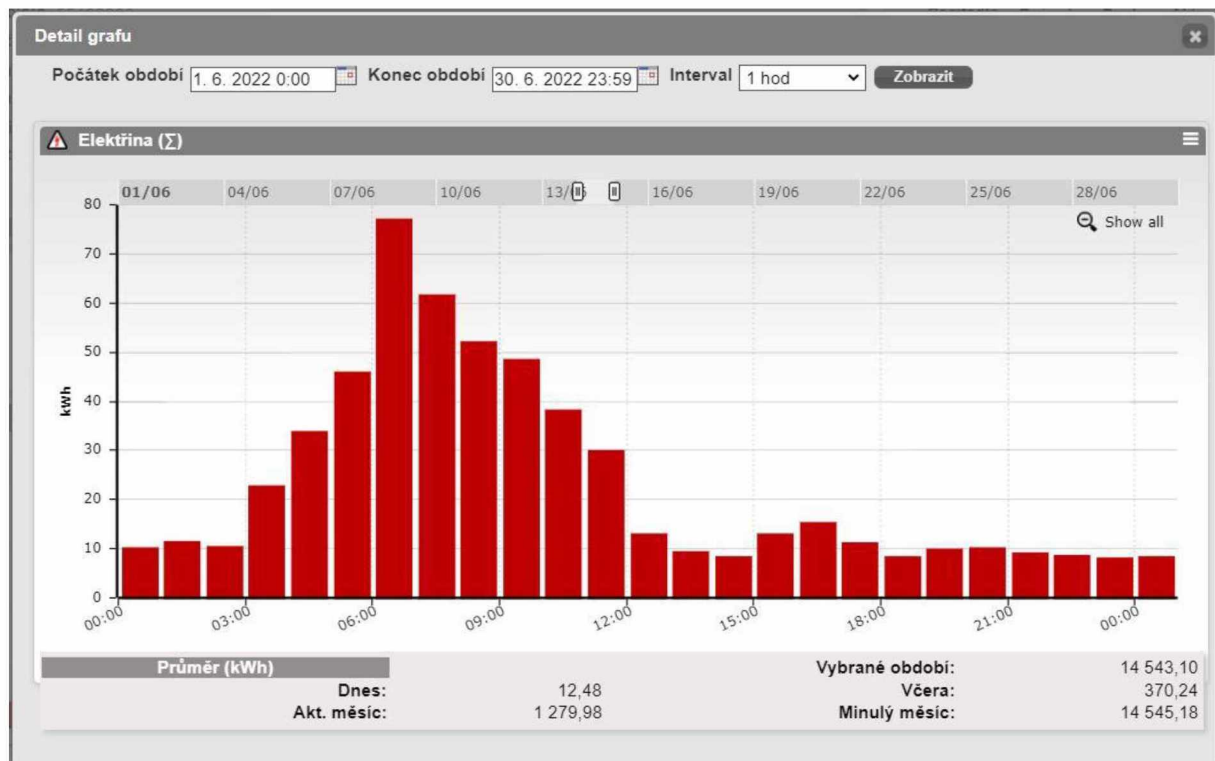 Detail grafu
Počátek období 1. 6. 2022 0:00 Konec období 30. 6. 2022 23:59 Interval 1 hod Zobrazit
Elektřina (∑)
01/06 04/06 07/06 10/06 13/06 16/06 19/06 22/06 25/06 28/06
Show all
80
70
60
50
40
30
20
10
0
kWh
00:00 03:00 06:00 09:00 12:00 15:00 18:00 21:00 00:00
Průměr (kWh) Vybrané období: 14 543,10
Dnes: 12,48 Včera: 370,24
Akt. měsíc: 1 279,98 Minulý měsíc: 14 545,18